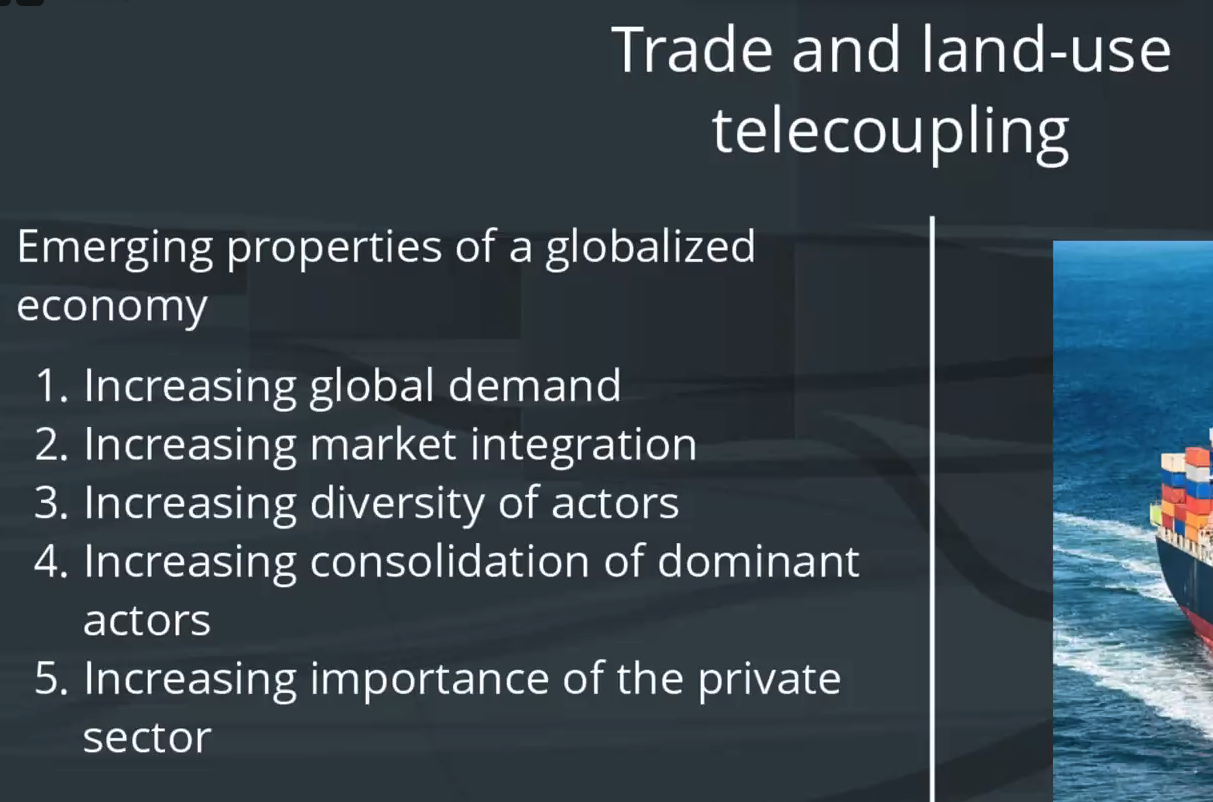 Trade and land-use
telecoupling
Emerging properties of a globalized
economy
1. Increasing global demand
2. Increasing market integration
3. Increasing diversity of actors
4. Increasing consolidation of dominant
actors
5. Increasing importance of the private
sector